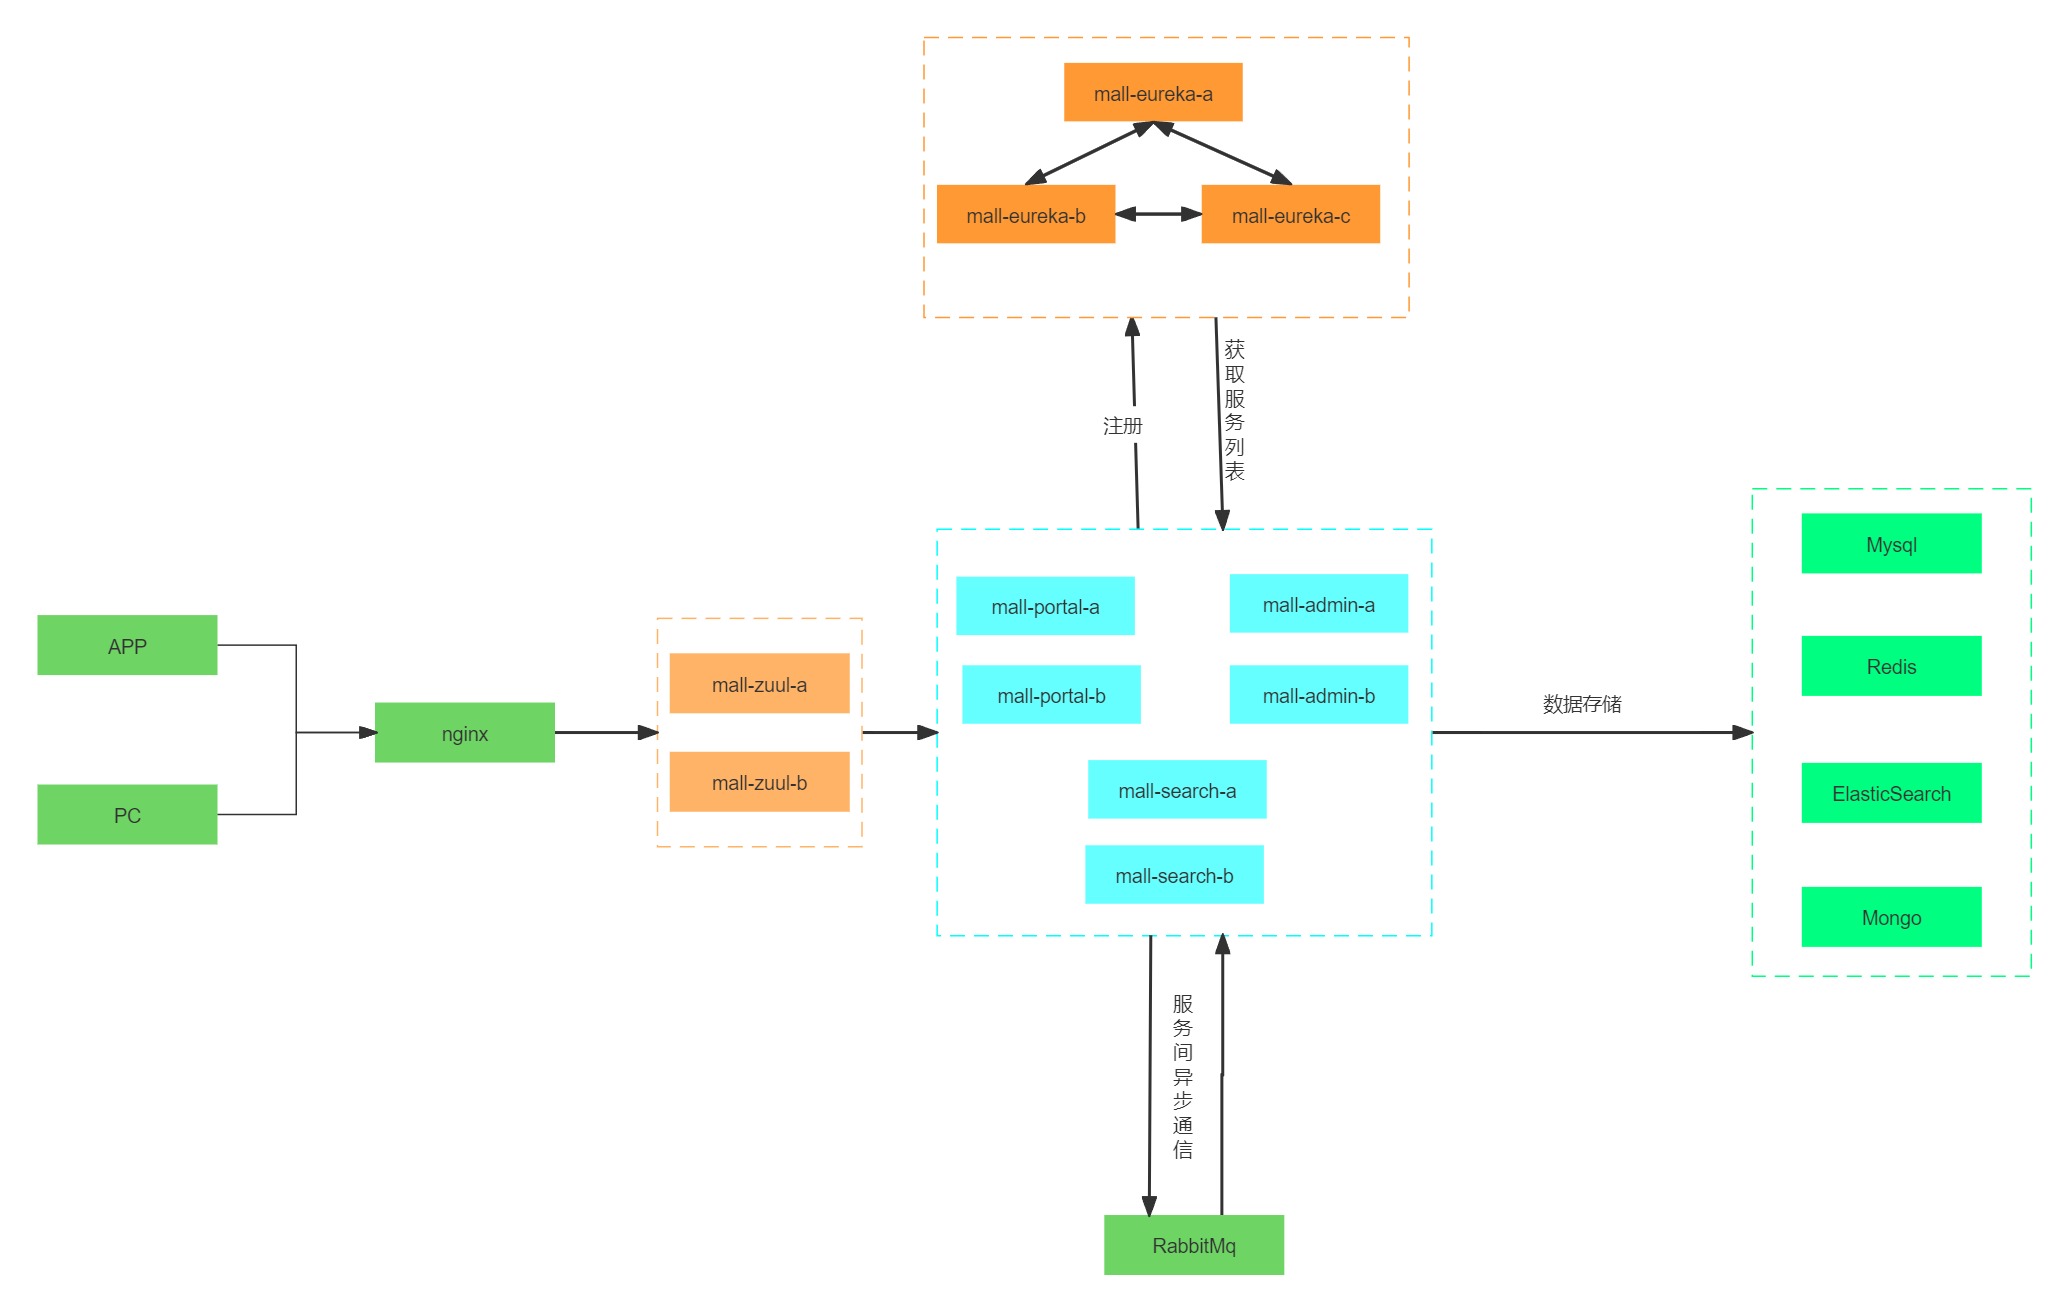 mall-eureka-a
mall-eureka-b
mall-eureka-c
获取服务列表
注册
APP
PC
nginx
mall-zuul-a
mall-zuul-b
mall-portal-a
mall-admin-a
mall-portal-b
mall-admin-b
mall-search-a
mall-search-b
数据存储
Mysql
Redis
ElasticSearch
Mongo
服务间异步通信
RabbitMq